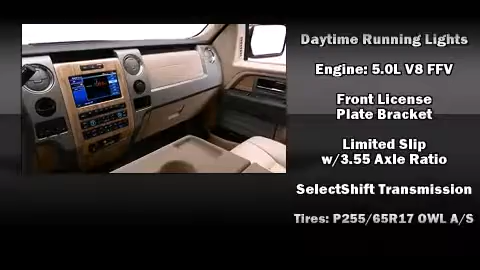 Daytime Running Lights
Engine: 5.0L V8 FFV
Front License
Plate Bracket
Limited Slip
w/3.55 Axle Ratio
SelectShift Transmission
Tires: P255/65R17 OWL A/S